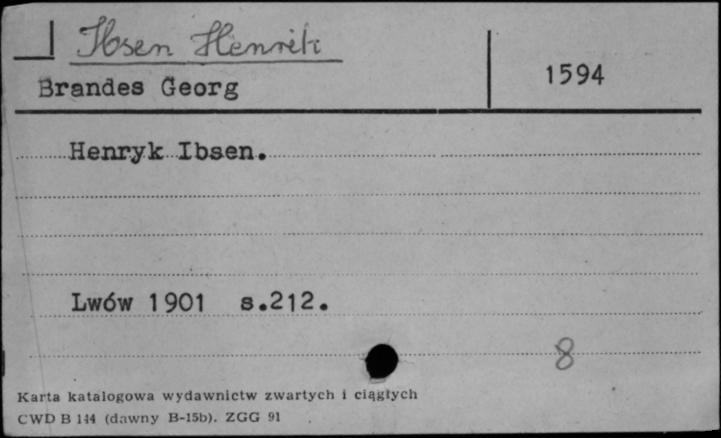 Ibsen Henrik
Brandes Georg
1594
Henryk Ibsen.
Lwów 1901 s.212.
8
Karta katalogowa wydawnictw zwartych i ciągłych
CWD B 144 (dawny B-15b). ZGG 91